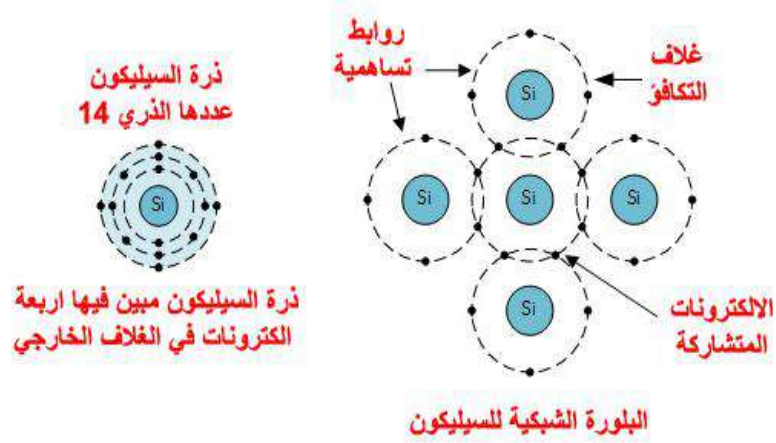 ذرة السيليكون
عددها الذري 14
Si
ذرة السيليكون مبين فيها اربعة
الكترونات في الغلاف الخارجي
روابط
تساهمية
غلاف
التكافؤ
Si
Si
Si
Si
Si
الالكترونات
المتشاركة
البلورة الشبكية للسيليكون